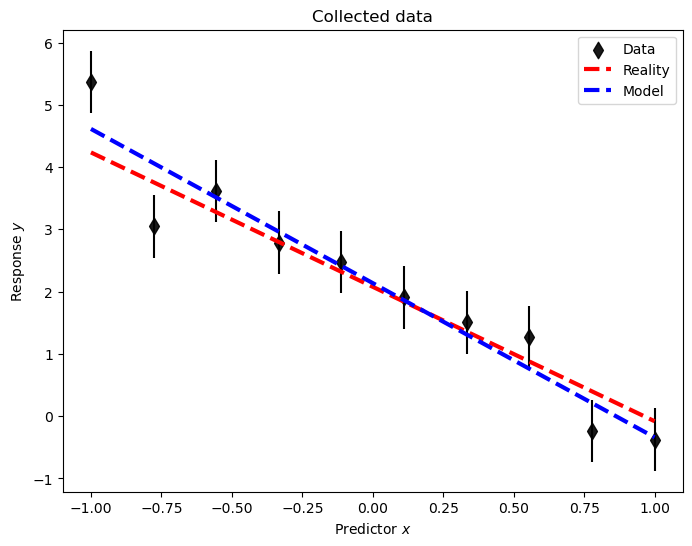 Collected data
Data
Reality
Model
6
5
4
3
2
1
0
−1
Response y
−1.00 −0.75 −0.50 −0.25 0.00 0.25 0.50 0.75 1.00
Predictor x